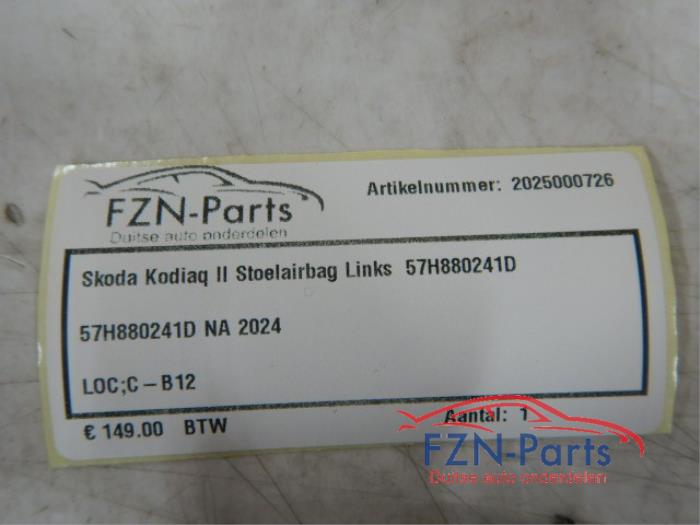 FZN-Parts
Duitse auto onderdelen
Artikelnummer: 2025000726
Skoda Kodiaq II Stoelairbag Links 57H880241D
57H880241D NA 2024
LOC;C-B12
€ 149.00 BTW
Aantal: 1
FZN-Parts
Duitse auto onderdelen